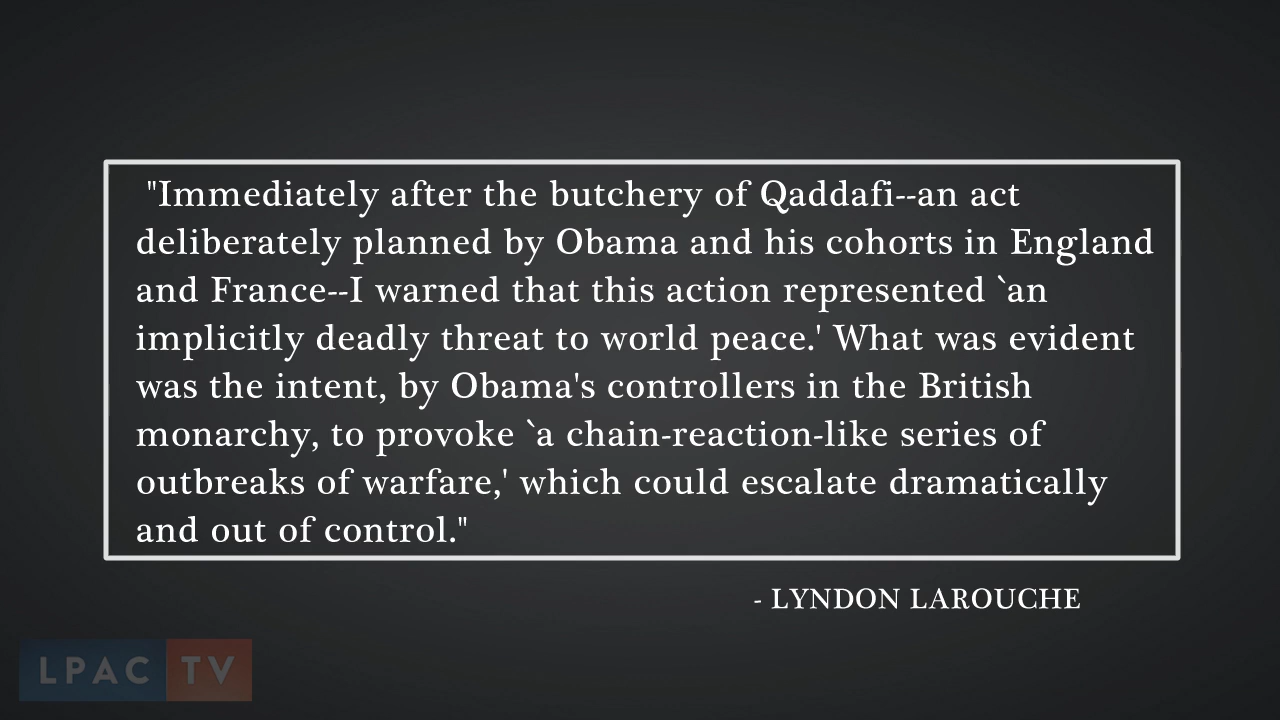 "Immediately after the butchery of Qaddafi--an act
deliberately planned by Obama and his cohorts in England
and France--I warned that this action represented `an
implicitly deadly threat to world peace.' What was evident
was the intent, by Obama's controllers in the British
monarchy, to provoke `a chain-reaction-like series of
outbreaks of warfare,' which could escalate dramatically
and out of control."
- LYNDON LAROUCHE
LPAC TV